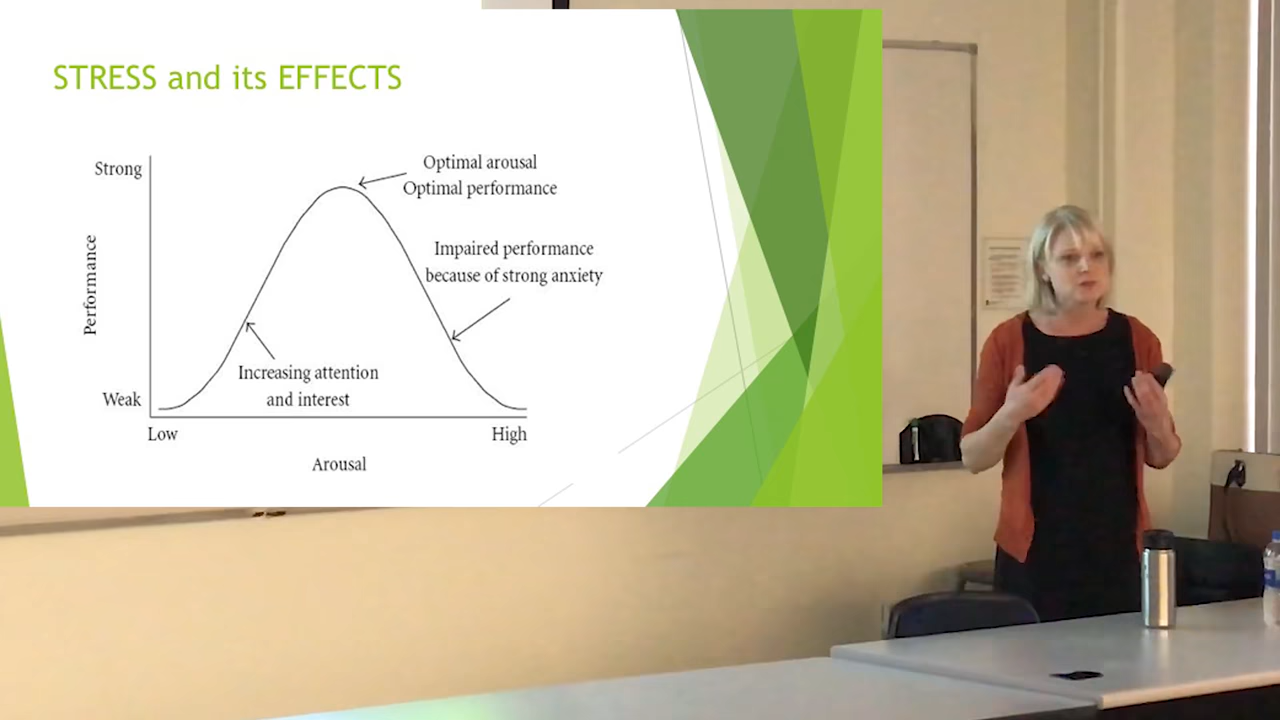 STRESS and its EFFECTS
Strong
Optimal arousal
Optimal performance
Impaired performance
because of strong anxiety
Performance
Increasing attention
and interest
Weak
Low
High
Arousal